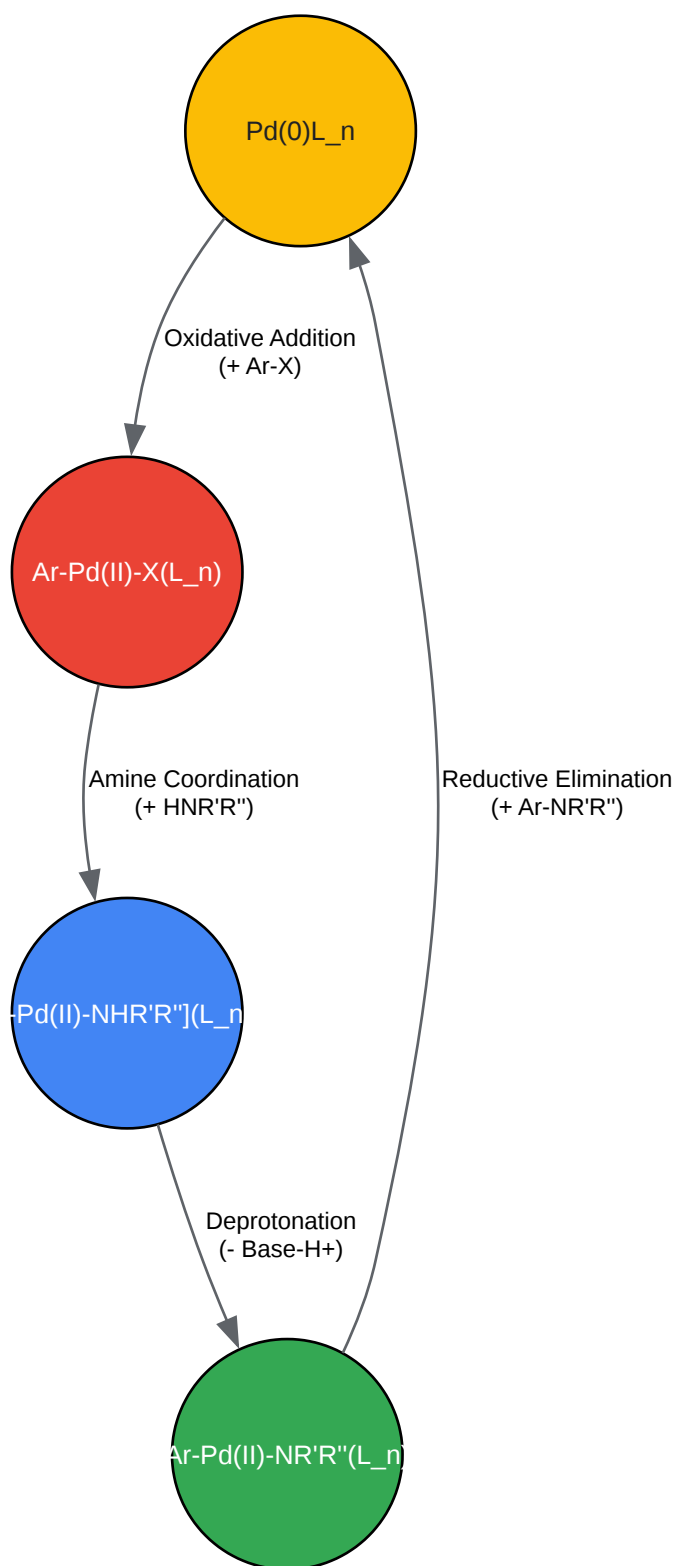 Pd(0)L_n
Oxidative Addition
(+ Ar-X)
Ar-Pd(II)-X(L_n)
Amine Coordination
(+ HNR'R'')
-Pd(II)-NHR'R''](L_n
Reductive Elimination
(+ Ar-NR'R'')
Deprotonation
(- Base-H+)
Ar-Pd(II)-NR'R''(L_n)